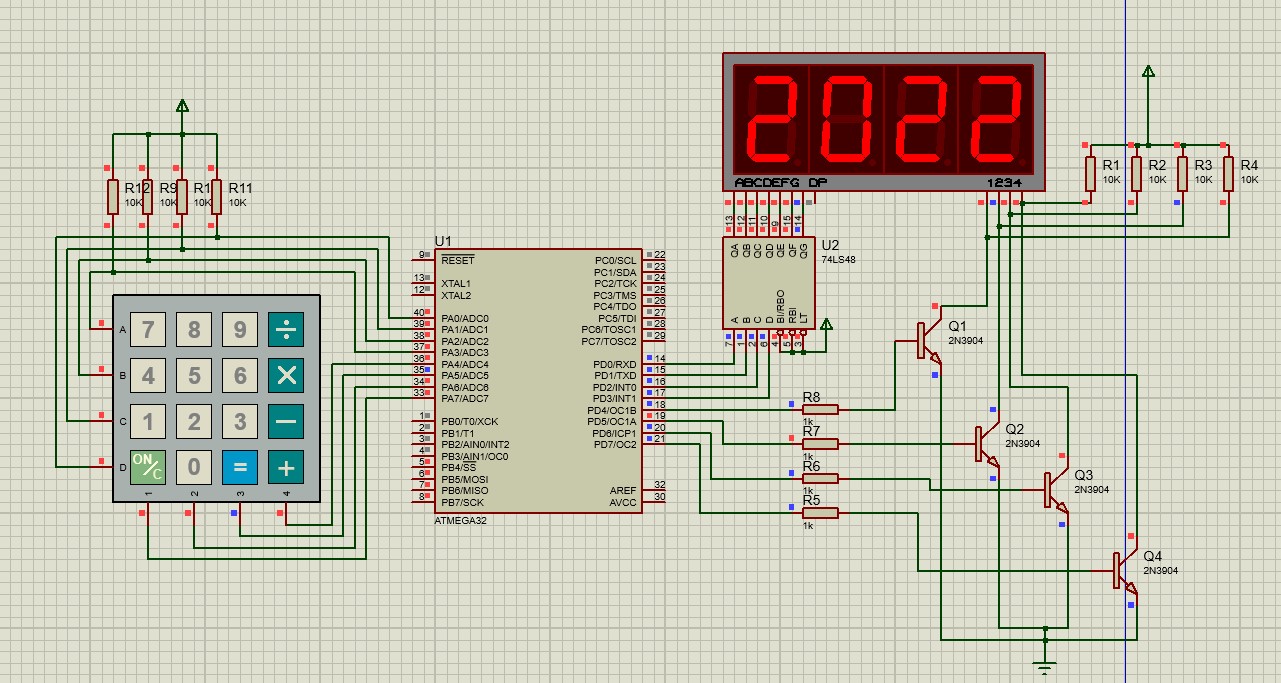 2022
ABCDEFG DP
1234
R12
10K
R9
10K
R1
10K
R11
10K
R1
10K
R2
10K
R3
10K
R4
10K
U1
9 RESET
13 XTAL1
12 XTAL2
40 PA0/ADC0
39 PA1/ADC1
38 PA2/ADC2
37 PA3/ADC3
36 PA4/ADC4
35 PA5/ADC5
34 PA6/ADC6
33 PA7/ADC7
1 PB0/T0/XCK
2 PB1/T1
3 PB2/AIN0/INT2
4 PB3/AIN1/OC0
5 PB4/SS
6 PB5/MOSI
7 PB6/MISO
8 PB7/SCK
PC0/SCL 22
PC1/SDA 23
PC2/TCK 24
PC3/TMS 25
PC4/TDO 26
PC5/TDI 27
PC6/TOSC1 28
PC7/TOSC2 29
PD0/RXD 14
PD1/TXD 15
PD2/INT0 16
PD3/INT1 17
PD4/OC1B 18
PD5/OC1A 19
PD6/ICP1 20
PD7/OC2 21
AREF 32
AVCC 30
ATMEGA32
13 12 11 10 9 15 14
QA QB QC QD QE QF QG
U2
74LS48
A B C D BI/RBO RBI LT
7 1 2 6 4 5 3
A 7 8 9 ÷
B 4 5 6 ×
C 1 2 3 −
D ON/C 0 = +
1 2 3 4
R8
1k
R7
1k
R6
1k
R5
1k
Q1
2N3904
Q2
2N3904
Q3
2N3904
Q4
2N3904